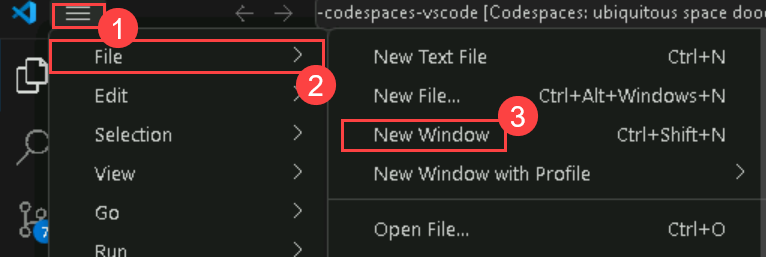 1
-codespaces-vscode [Codespaces: ubiquitous space doo
File
2
New Text File Ctrl+N
Edit
New File... Ctrl+Alt+Windows+N
3
Selection
New Window Ctrl+Shift+N
View
New Window with Profile
Go
7
Open File... Ctrl+O
Run